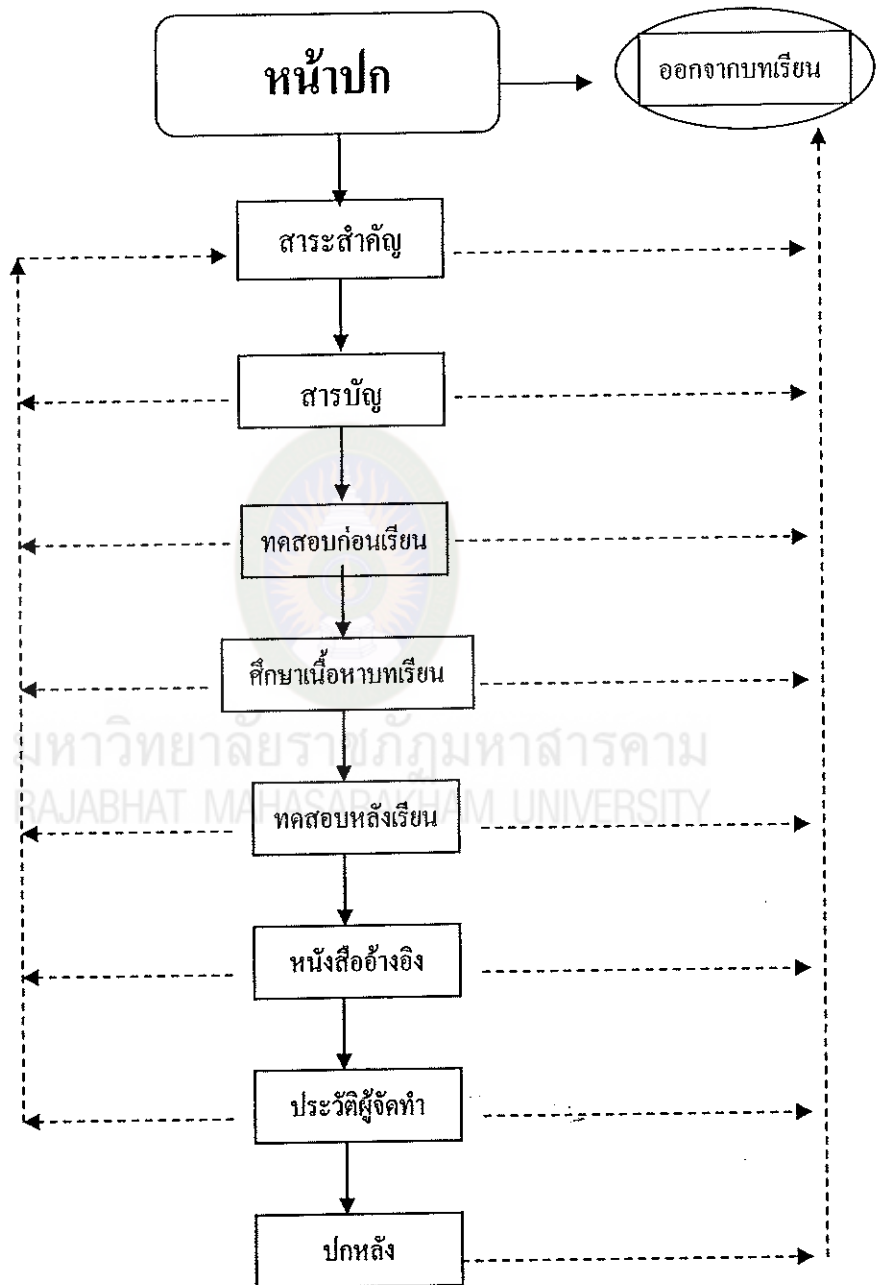 หน้าปก
ออกจากบทเรียน
สาระสำคัญ
สารบัญ
ทดสอบก่อนเรียน
ศึกษาเนื้อหาบทเรียน
มหาวิทยาลัยราชภัฏมหาสารคาม
RAJABHAT MAHASARAKHAM UNIVERSITY
ทดสอบหลังเรียน
หนังสืออ้างอิง
ประวัติผู้จัดทำ
ปกหลัง